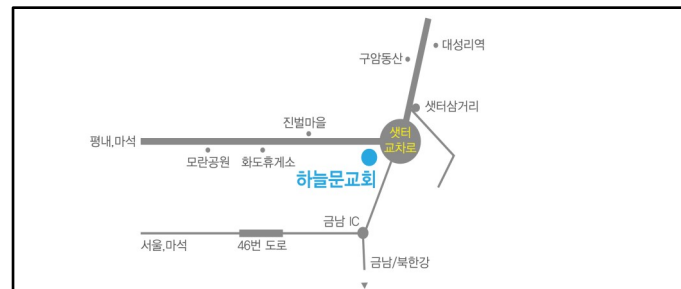 대성리역
구암동산
샛터삼거리
진벌마을
샛터
교차로
평내,마석
모란공원
화도휴게소
하늘문교회
금남 IC
서울,마석
46번 도로
금남/북한강